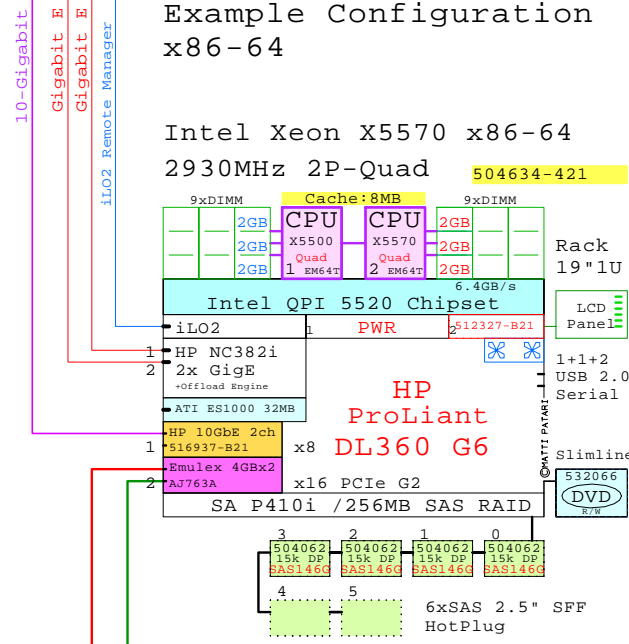 Example Configuration
x86-64
10-Gigabit
Gigabit E
Gigabit E
iLO2 Remote Manager
Intel Xeon X5570 x86-64
2930MHz 2P-Quad
504634-421
9xDIMM
Cache:8MB
9xDIMM
2GB
2GB
2GB
CPU
X5500
Quad
1 EM64T
CPU
X5570
Quad
2 EM64T
2GB
2GB
2GB
6.4GB/s
Intel QPI 5520 Chipset
Rack
19"1U
LCD
Panel
iLO2
1
PWR
2
512327-B21
1
HP NC382i
2
2x GigE
+Offload Engine
1+1+2
USB 2.0
Serial
ATI ES1000 32MB
HP
ProLiant
DL360 G6
©MATTI PATARI
HP 10GbE 2ch
1
516937-B21
x8
Emulex 4GBx2
2
AJ763A
x16 PCIe G2
Slimline
532066
DVD
R/W
SA P410i /256MB SAS RAID
3
2
1
0
504062
15k DP
SAS146G
504062
15k DP
SAS146G
504062
15k DP
SAS146G
504062
15k DP
SAS146G
4
5
6xSAS 2.5" SFF
HotPlug